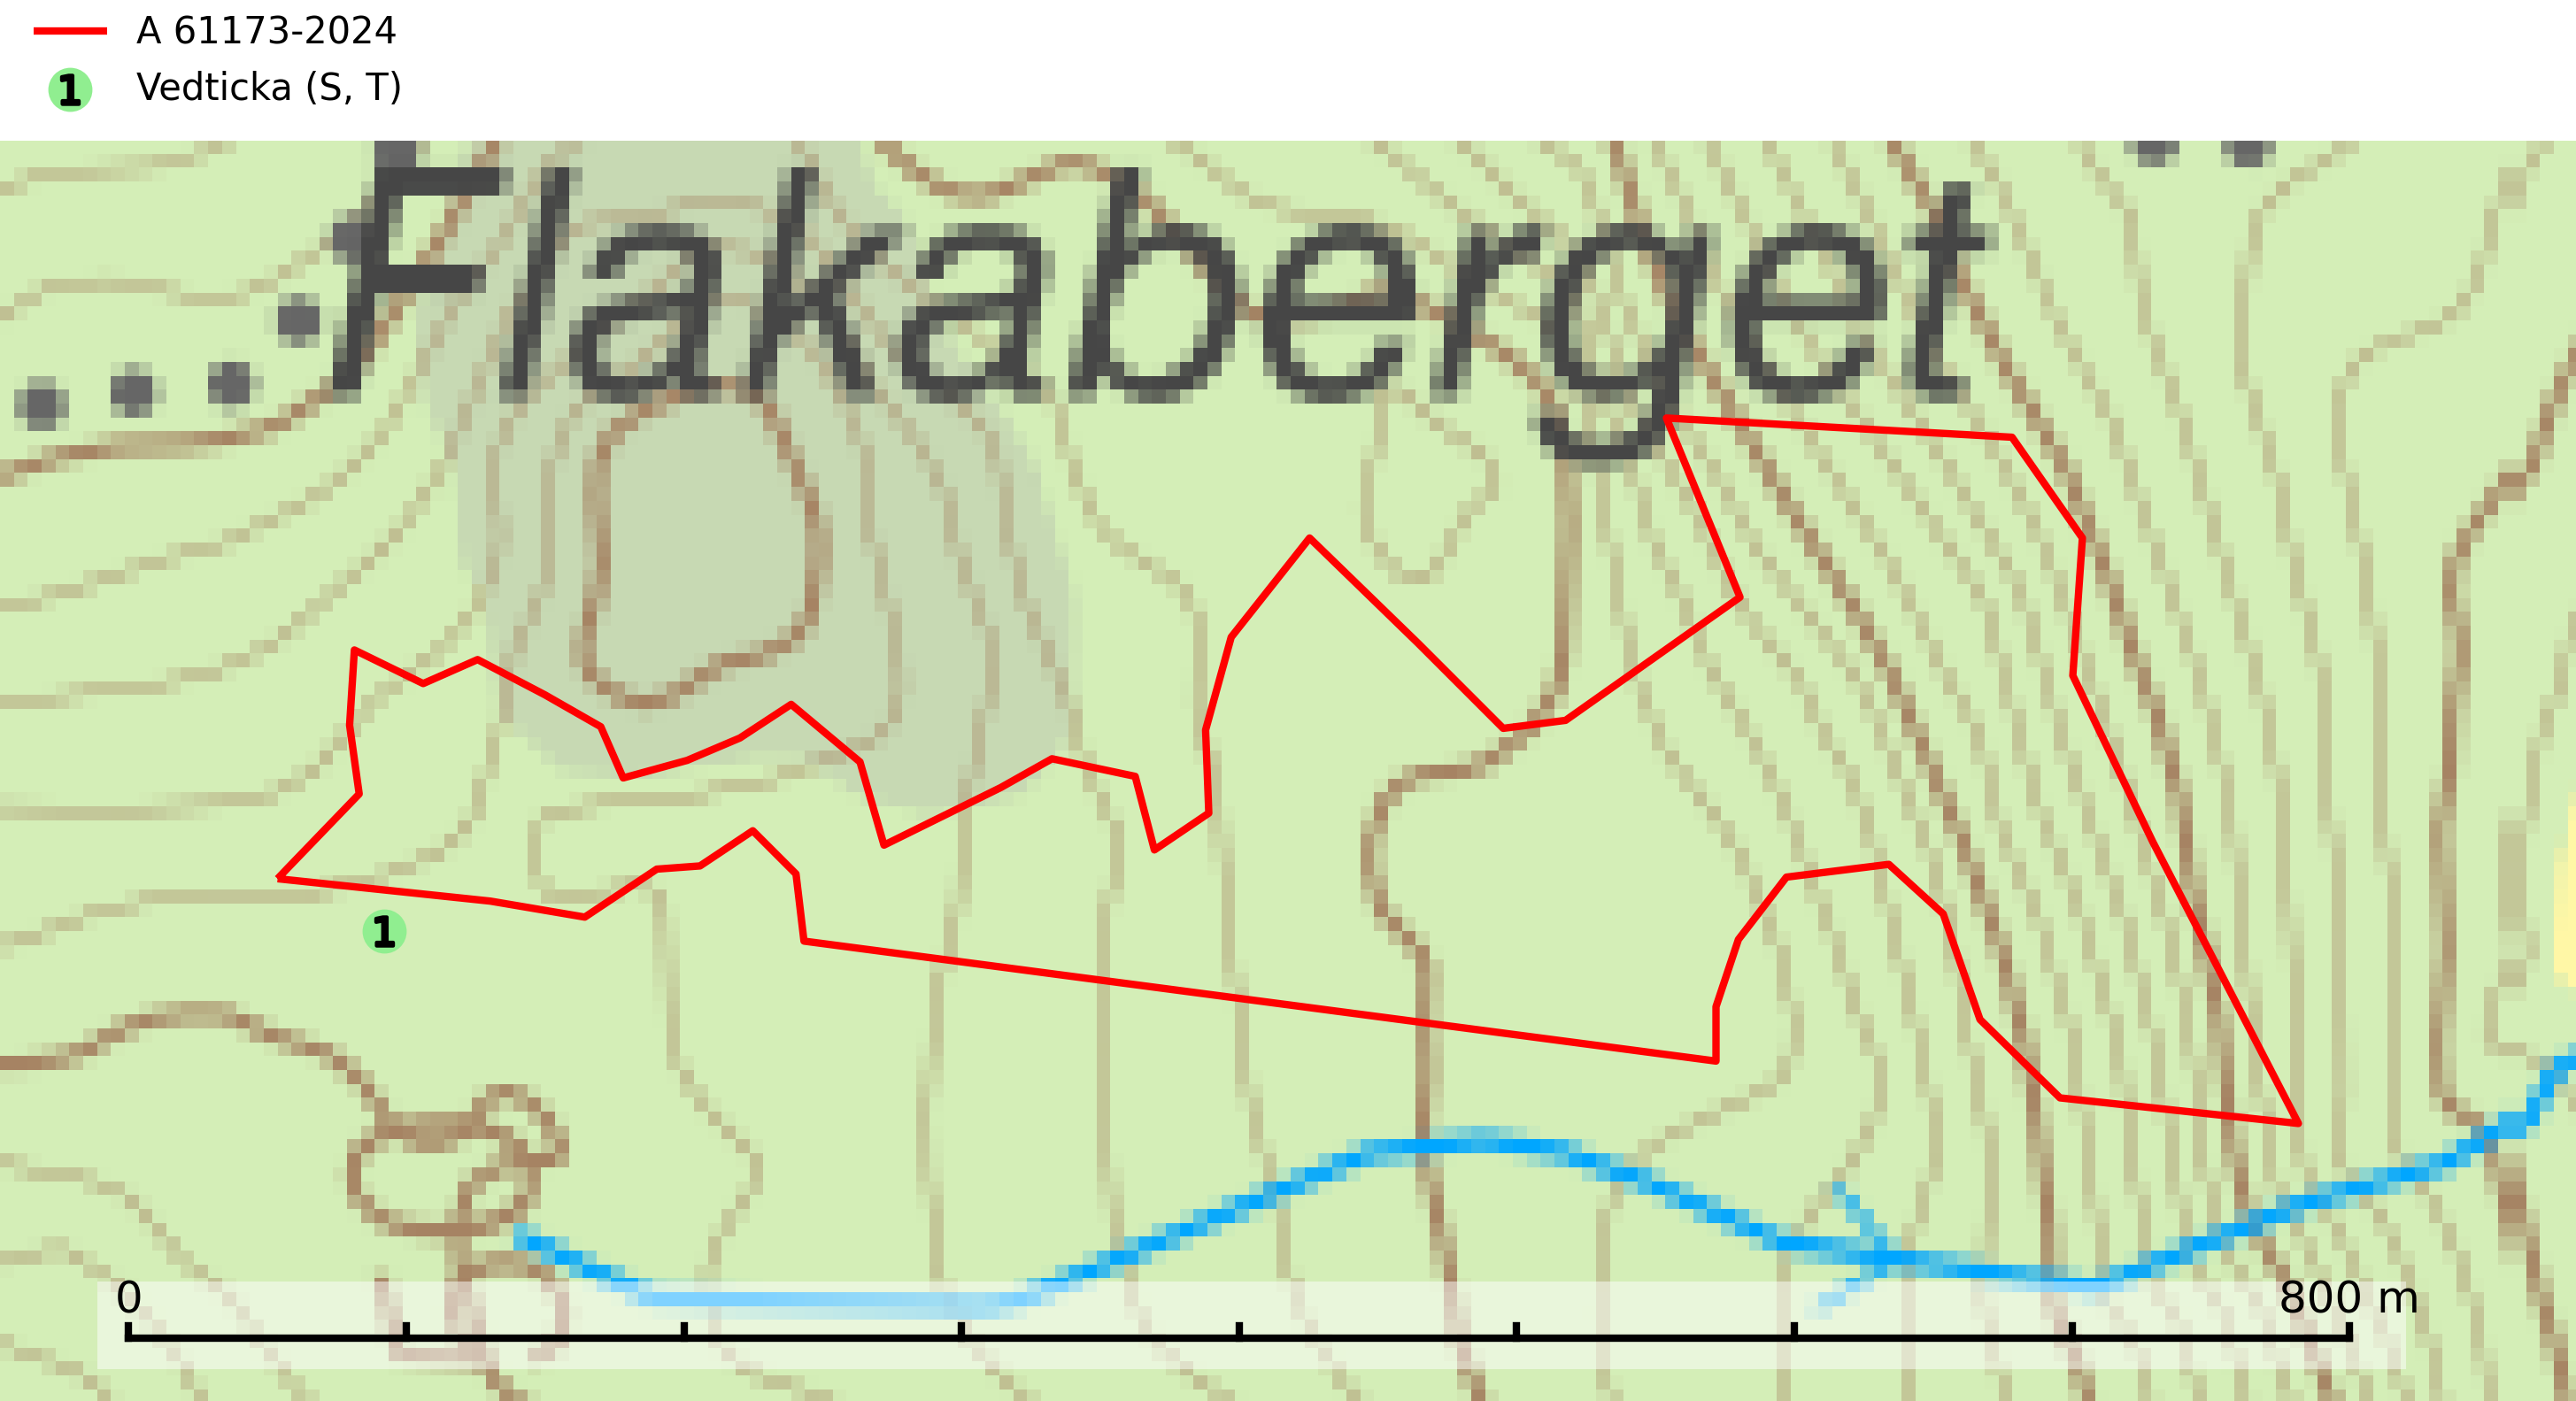 A 61173-2024
1 Vedticka (S, T)
Flakaberget
1
0 800 m